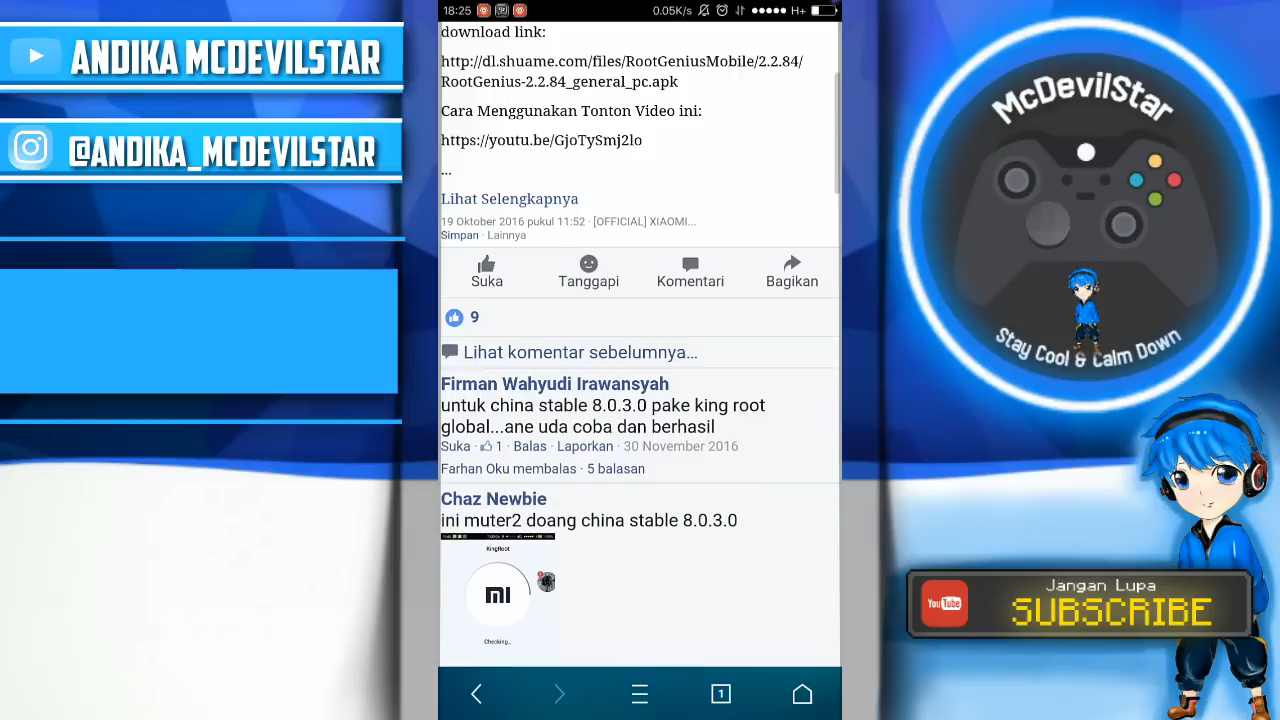 ANDIKA MCDEVILSTAR
@ANDIKA_MCDEVILSTAR
18:25
0.05K/s
H+
download link:
http://dl.shuame.com/files/RootGeniusMobile/2.2.84/
RootGenius-2.2.84_general_pc.apk
Cara Menggunakan Tonton Video ini:
https://youtu.be/GjoTySmj2lo
...
Lihat Selengkapnya
19 Oktober 2016 pukul 11:52 · [OFFICIAL] XIAOMI...
Simpan · Lainnya
Suka Tanggapi Komentari Bagikan
9
Lihat komentar sebelumnya...
Firman Wahyudi Irawansyah
untuk china stable 8.0.3.0 pake king root
global...ane uda coba dan berhasil
Suka · 1 · Balas · Laporkan · 30 November 2016
Farhan Oku membalas · 5 balasan
Chaz Newbie
ini muter2 doang china stable 8.0.3.0
KingRoot
MI
Checking...
1
McDevilStar
Stay Cool & Calm Down
YouTube
Jangan Lupa
SUBSCRIBE